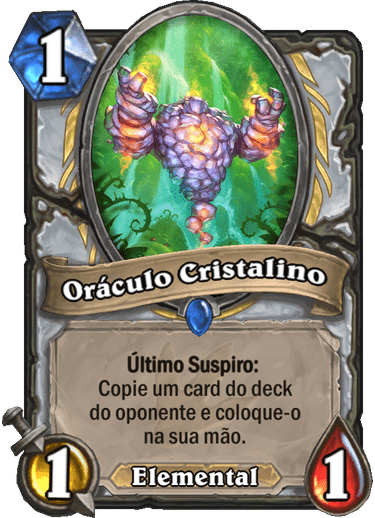 1
Oráculo Cristalino
Último Suspiro:
Copie um card do deck
do oponente e coloque-o
na sua mão.
1
Elemental
1